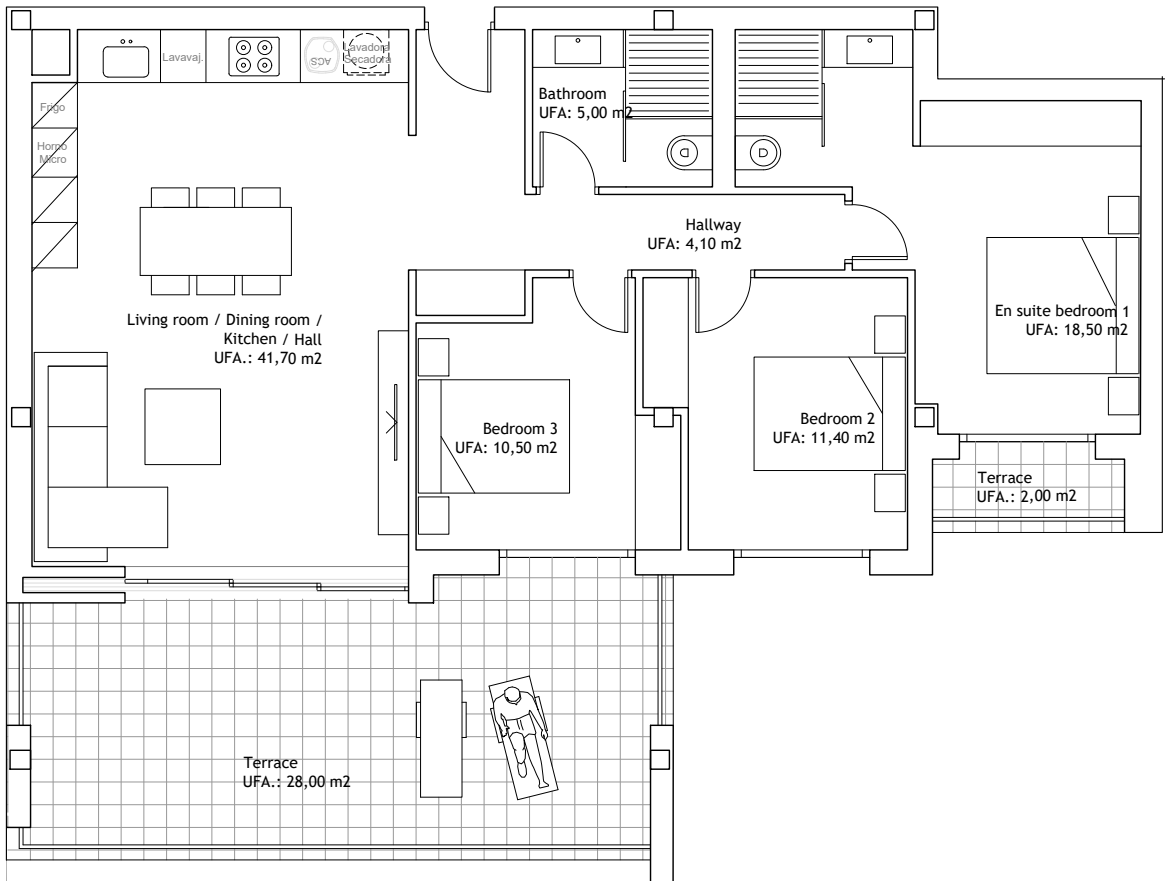 Lavavaj.
ACS
Lavadora
Secadora
Frigo
Horno
Micro
Bathroom
UFA: 5,00 m2
Hallway
UFA: 4,10 m2
Living room / Dining room /
Kitchen / Hall
UFA.: 41,70 m2
En suite bedroom 1
UFA: 18,50 m2
Bedroom 3
UFA: 10,50 m2
Bedroom 2
UFA: 11,40 m2
Terrace
UFA.: 2,00 m2
Terrace
UFA.: 28,00 m2